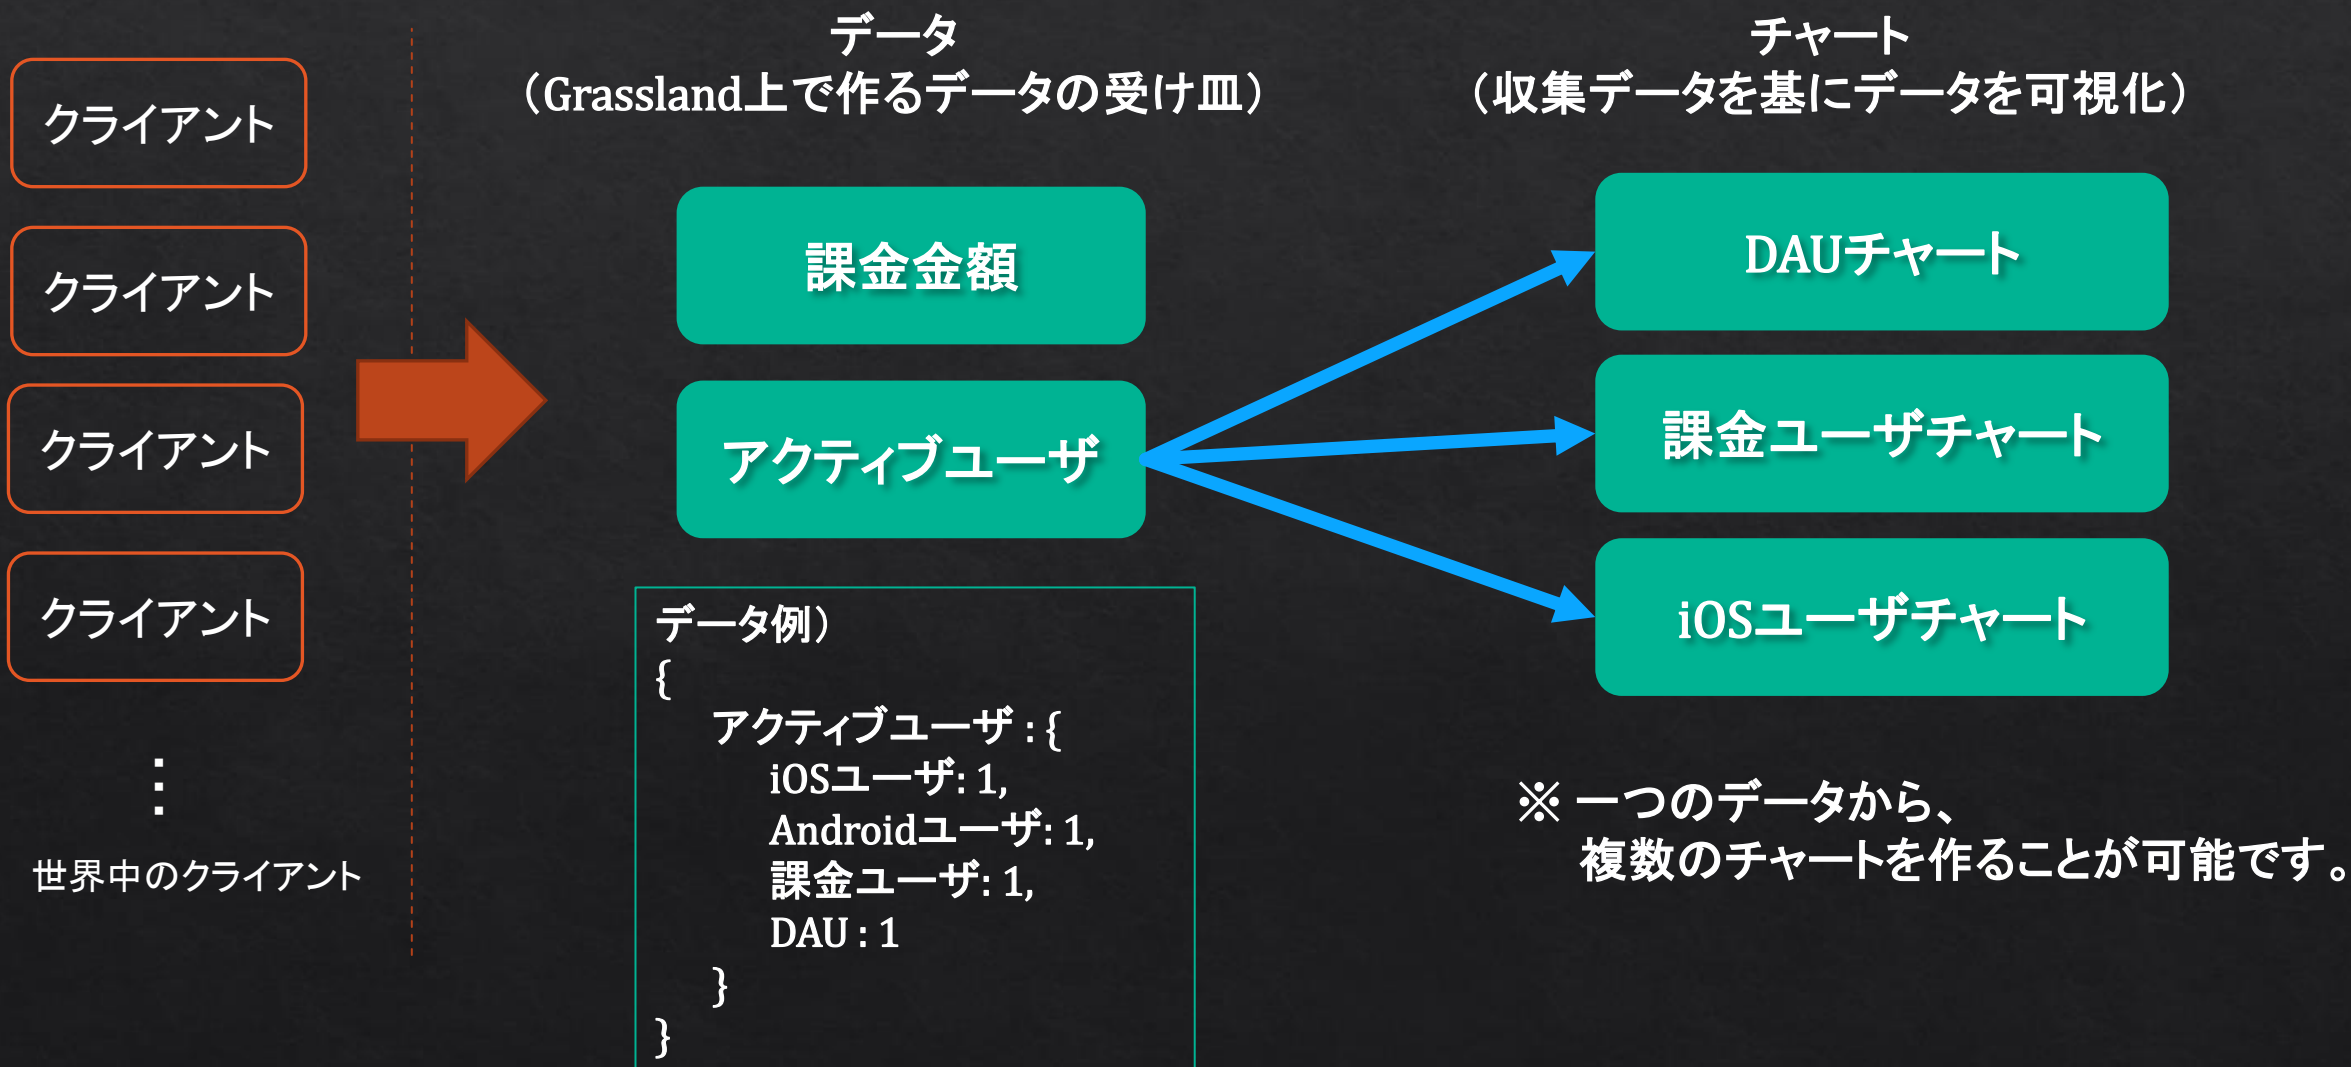 クライアント
クライアント
クライアント
クライアント
世界中のクライアント
データ
（Grassland上で作るデータの受け皿）
課金金額
アクティブユーザ
データ例）
{
アクティブユーザ : {
iOSユーザ: 1,
Androidユーザ: 1,
課金ユーザ: 1,
DAU : 1
}
}
チャート
（収集データを基にデータを可視化）
DAUチャート
課金ユーザチャート
iOSユーザチャート
※ 一つのデータから、
複数のチャートを作ることが可能です。